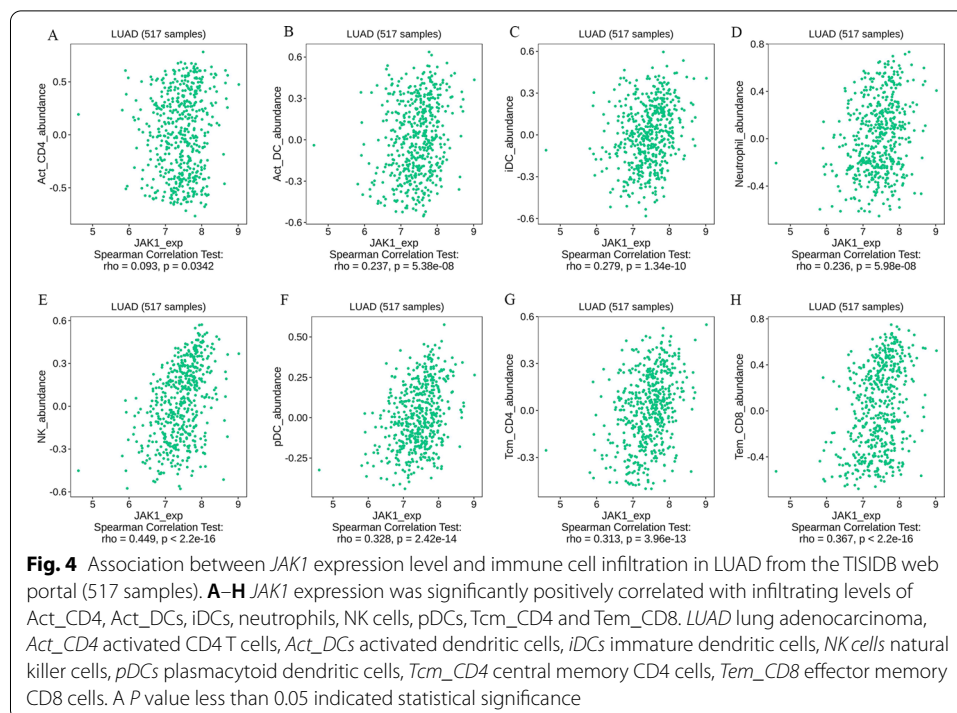 A
LUAD (517 samples)
0.5
0.0
-0.5
Act_CD4_abundance
5 6 7 8 9
JAK1_exp
Spearman Correlation Test:
rho = 0.093, p = 0.0342
B
LUAD (517 samples)
0.6
0.3
0.0
-0.3
-0.6
Act_DC_abundance
5 6 7 8 9
JAK1_exp
Spearman Correlation Test:
rho = 0.237, p = 5.38e-08
C
LUAD (517 samples)
0.6
0.3
0.0
-0.3
-0.6
iDC_abundance
5 6 7 8 9
JAK1_exp
Spearman Correlation Test:
rho = 0.279, p = 1.34e-10
D
LUAD (517 samples)
0.8
0.4
0.0
-0.4
Neutrophil_abundance
5 6 7 8 9
JAK1_exp
Spearman Correlation Test:
rho = 0.236, p = 5.98e-08
E
LUAD (517 samples)
0.6
0.3
0.0
-0.3
-0.6
NK_abundance
5 6 7 8 9
JAK1_exp
Spearman Correlation Test:
rho = 0.449, p < 2.2e-16
F
LUAD (517 samples)
0.50
0.25
0.00
-0.25
pDC_abundance
5 6 7 8 9
JAK1_exp
Spearman Correlation Test:
rho = 0.328, p = 2.42e-14
G
LUAD (517 samples)
0.6
0.3
0.0
-0.3
Tcm_CD4_abundance
5 6 7 8 9
JAK1_exp
Spearman Correlation Test:
rho = 0.313, p = 3.96e-13
H
LUAD (517 samples)
0.8
0.4
0.0
-0.4
Tem_CD8_abundance
5 6 7 8 9
JAK1_exp
Spearman Correlation Test:
rho = 0.367, p < 2.2e-16
Fig. 4 Association between JAK1 expression level and immune cell infiltration in LUAD from the TISIDB web
portal (517 samples). A–H JAK1 expression was significantly positively correlated with infiltrating levels of
Act_CD4, Act_DCs, iDCs, neutrophils, NK cells, pDCs, Tcm_CD4 and Tem_CD8. LUAD lung adenocarcinoma,
Act_CD4 activated CD4 T cells, Act_DCs activated dendritic cells, iDCs immature dendritic cells, NK cells natural
killer cells, pDCs plasmacytoid dendritic cells, Tcm_CD4 central memory CD4 cells, Tem_CD8 effector memory
CD8 cells. A P value less than 0.05 indicated statistical significance